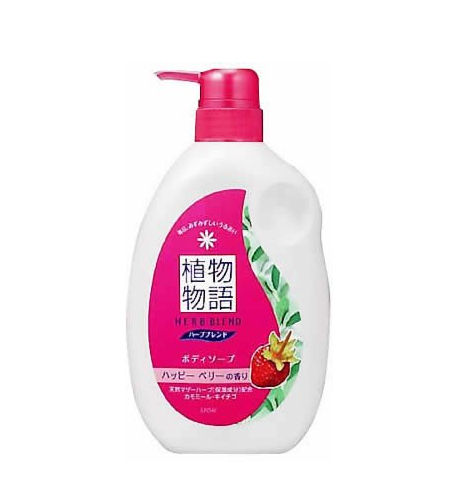 毎日、みずみずしいうるおい
植物
物語
HERB BLEND
ハーブブレンド
ボディソープ
ハッピー ベリーの香り
天然マザーハーブ(保湿成分)配合
カモミール・キイチゴ
LION